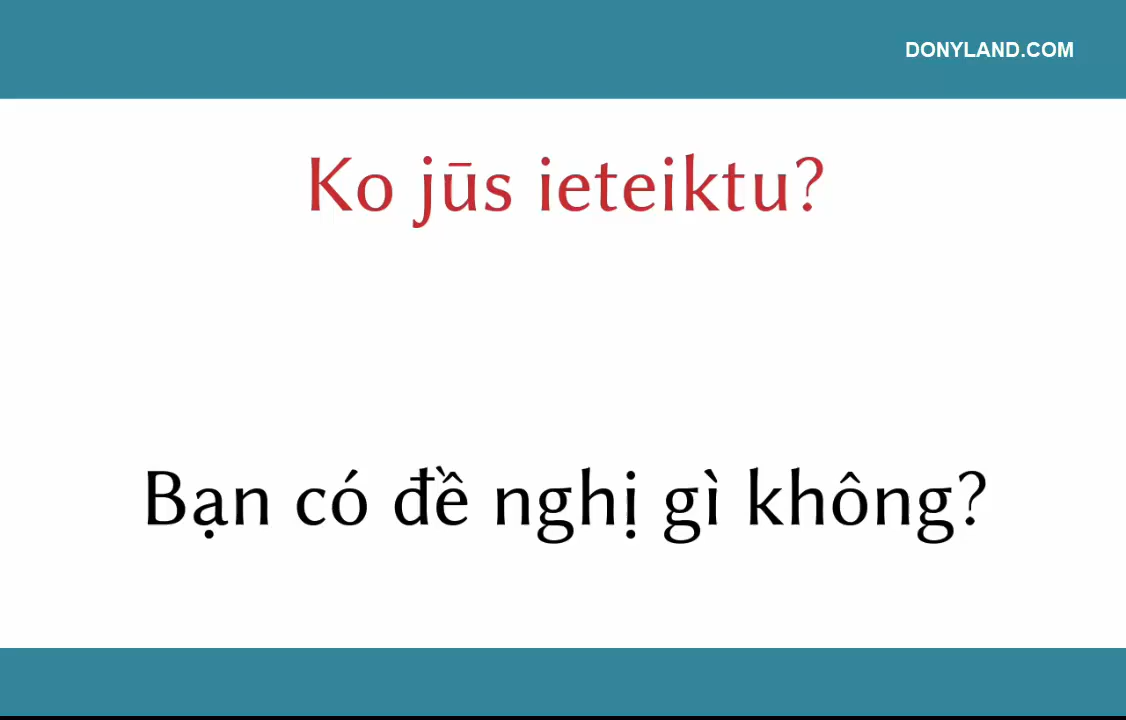 DONYLAND.COM
Ko jūs ieteiktu?
Bạn có đề nghị gì không?